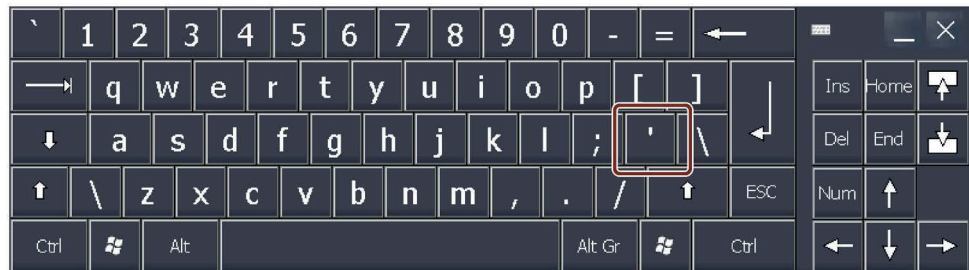 ` 1 2 3 4 5 6 7 8 9 0 - =
q w e r t y u i o p [ ] Ins Home
a s d f g h j k l ; ' \ Del End
\ z x c v b n m , . / ESC Num
Ctrl Alt Alt Gr Ctrl